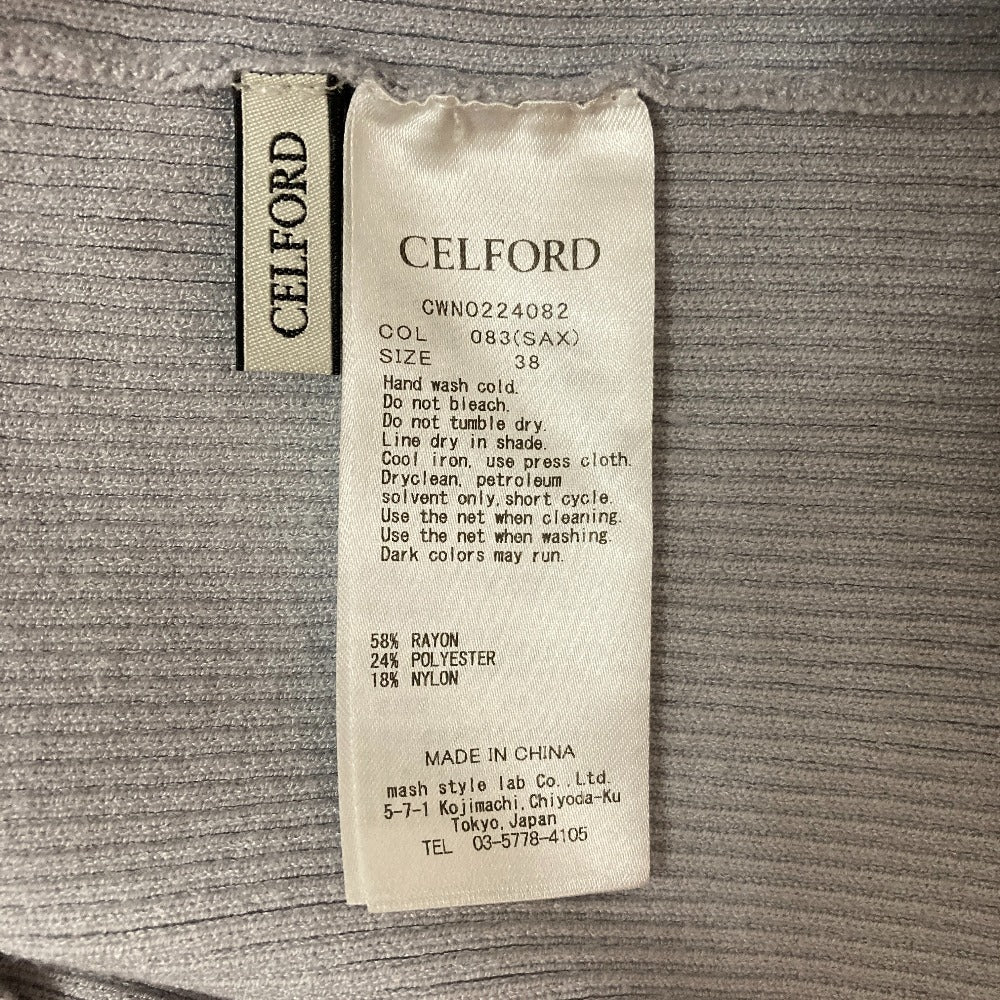 CELFORD
CELFORD
CWNO224082
COL 083(SAX)
SIZE 38
Hand wash cold.
Do not bleach.
Do not tumble dry.
Line dry in shade.
Cool iron, use press cloth.
Dryclean, petroleum
solvent only, short cycle.
Use the net when cleaning.
Use the net when washing.
Dark colors may run.
58% RAYON
24% POLYESTER
18% NYLON
MADE IN CHINA
mash style lab Co.,Ltd.
5-7-1 Kojimachi,Chiyoda-Ku
Tokyo,Japan
TEL 03-5778-4105